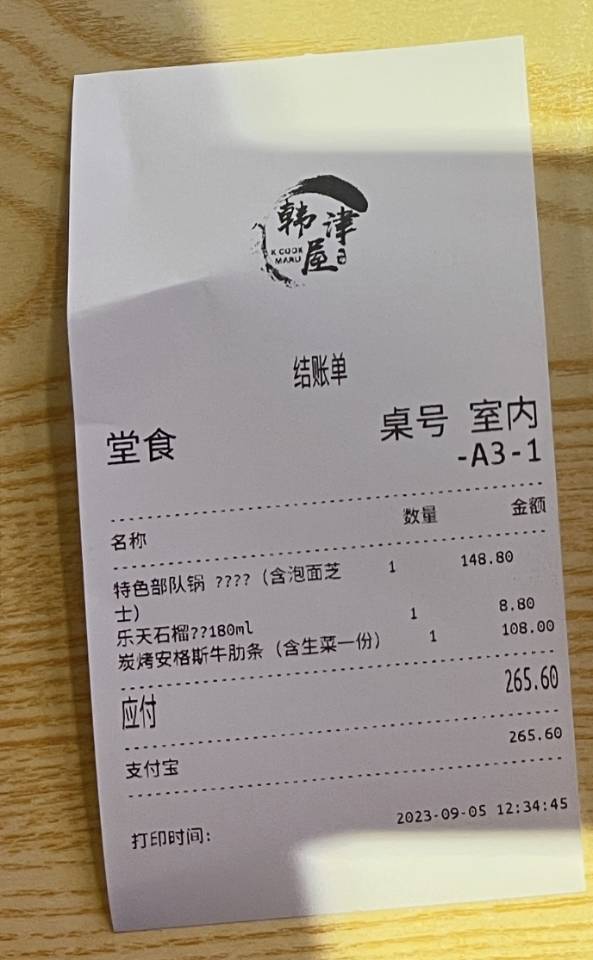 韩津屋
K COOK
MARU
结账单
堂食
桌号 室内
-A3-1
名称 数量 金额
特色部队锅 ????（含泡面芝 1 148.80
士）
乐天石榴??180ml 1 8.80
炭烤安格斯牛肋条（含生菜一份） 1 108.00
应付 265.60
支付宝 265.60
打印时间: 2023-09-05 12:34:45